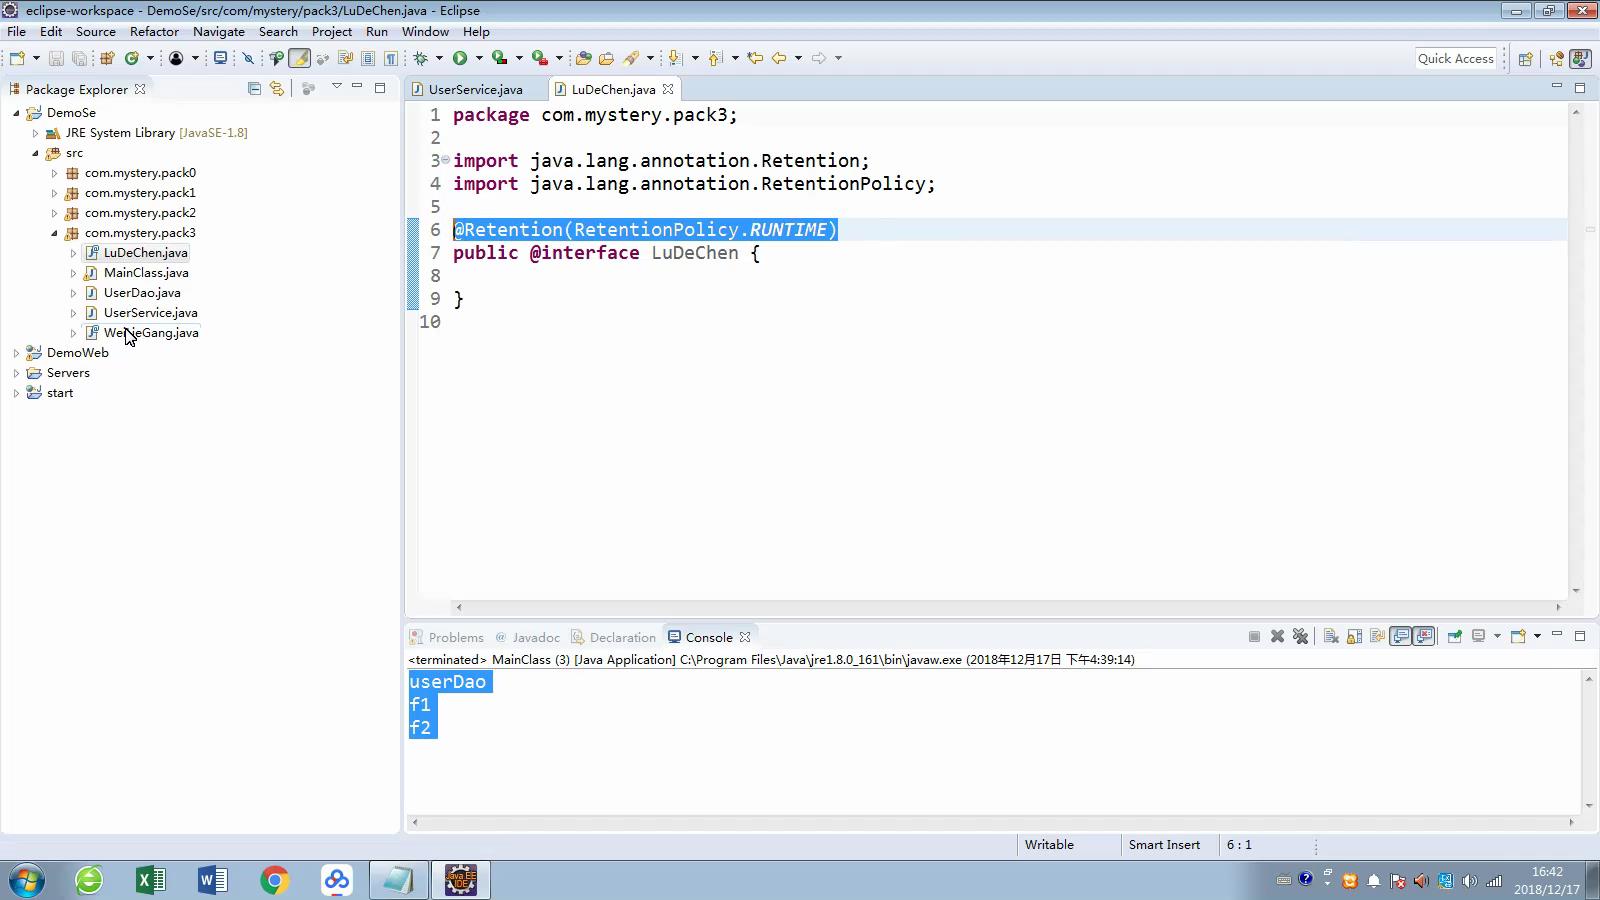 eclipse-workspace - DemoSe/src/com/mystery/pack3/LuDeChen.java - Eclipse
File Edit Source Refactor Navigate Search Project Run Window Help
Quick Access
Package Explorer
DemoSe
JRE System Library [JavaSE-1.8]
src
com.mystery.pack0
com.mystery.pack1
com.mystery.pack2
com.mystery.pack3
LuDeChen.java
MainClass.java
UserDao.java
UserService.java
DemoWeb
Servers
start
UserService.java LuDeChen.java
1 package com.mystery.pack3;
2
3 import java.lang.annotation.Retention;
4 import java.lang.annotation.RetentionPolicy;
5
6 @Retention(RetentionPolicy.RUNTIME)
7 public @interface LuDeChen {
8
9 }
10
Problems @ Javadoc Declaration Console
<terminated> MainClass (3) [Java Application] C:\Program Files\Java\jre1.8.0_161\bin\javaw.exe (2018年12月17日 下午4:39:14)
userDao
f1
f2
Writable Smart Insert 6 : 1
Java EE
IDE
16:42
2018/12/17